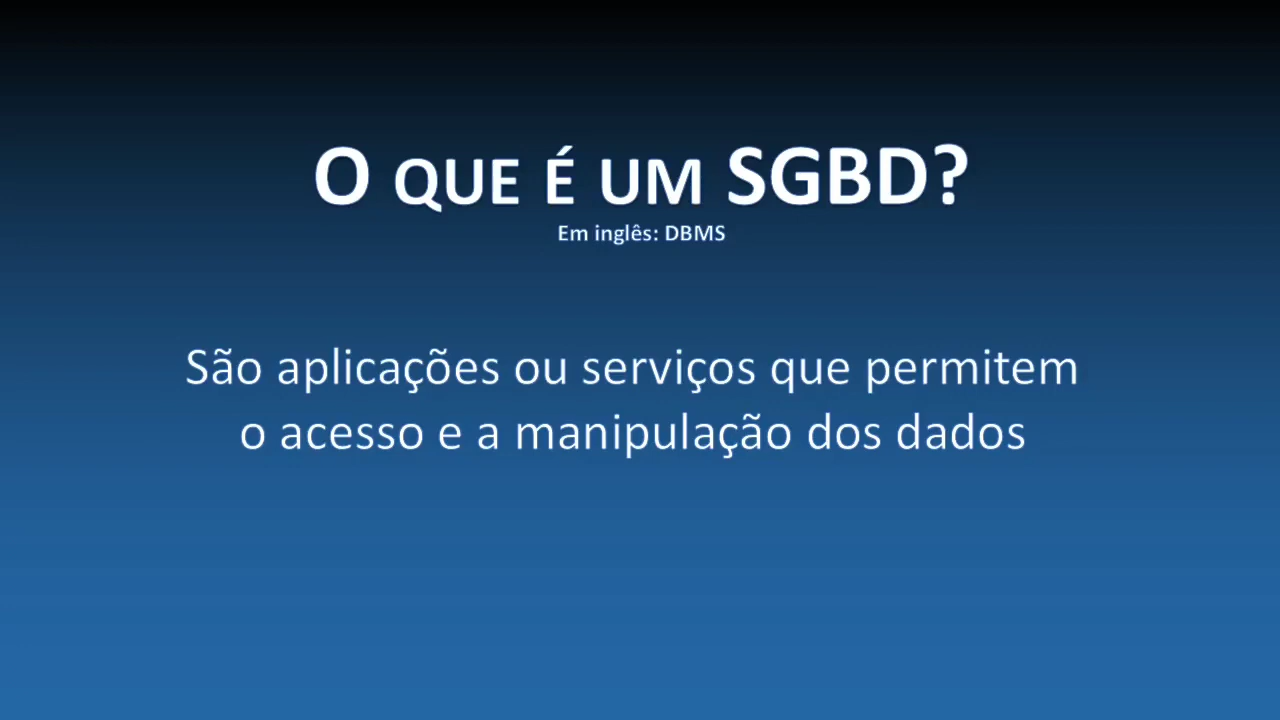 O QUE É UM SGBD?
Em inglês: DBMS
São aplicações ou serviços que permitem
o acesso e a manipulação dos dados